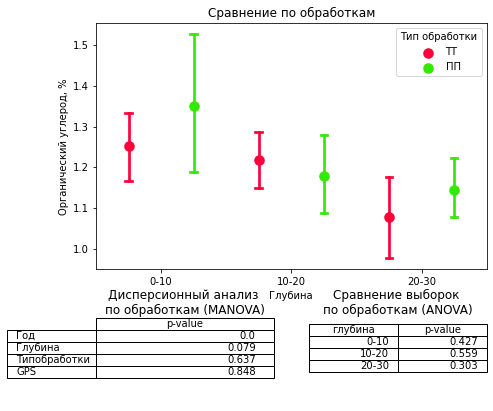 Сравнение по обработкам
Тип обработки
ТТ
ПП
Органический углерод, %
1.5
1.4
1.3
1.2
1.1
1.0
0-10
10-20
20-30
Глубина
Дисперсионный анализ
по обработкам (MANOVA)
p-value
Год 0.0
Глубина 0.079
Типобработки 0.637
GPS 0.848
Сравнение выборок
по обработкам (ANOVA)
глубина p-value
0-10 0.427
10-20 0.559
20-30 0.303